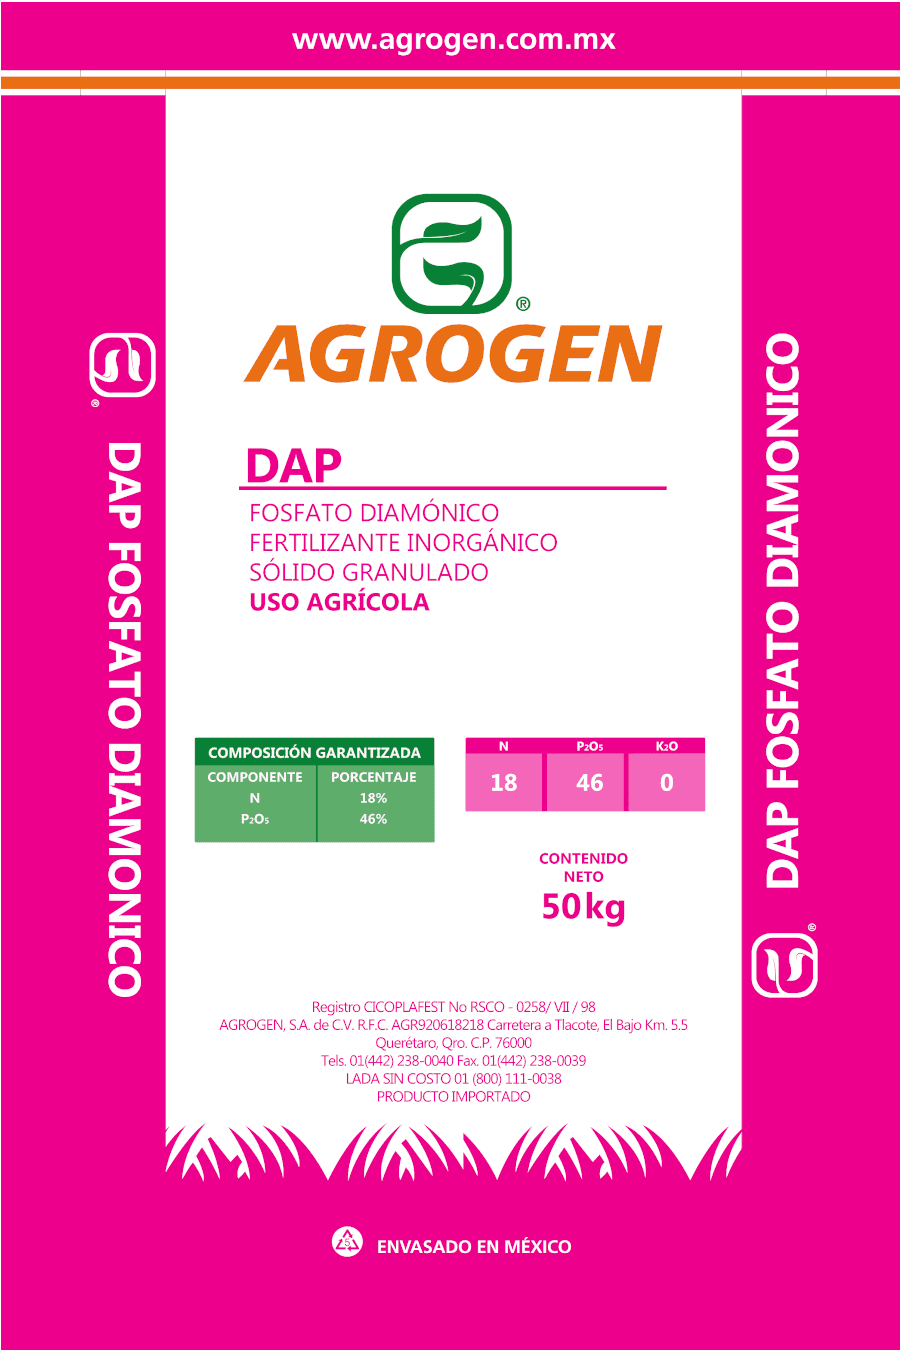 www.agrogen.com.mx
®
AGROGEN
DAP
FOSFATO DIAMÓNICO
FERTILIZANTE INORGÁNICO
SÓLIDO GRANULADO
USO AGRÍCOLA
COMPOSICIÓN GARANTIZADA
COMPONENTE PORCENTAJE
N 18%
P₂O₅ 46%
N P₂O₅ K₂O
18 46 0
CONTENIDO
NETO
50kg
Registro CICOPLAFEST No RSCO - 0258/ VII / 98
AGROGEN, S.A. de C.V. R.F.C. AGR920618218 Carretera a Tlacote, El Bajo Km. 5.5
Querétaro, Qro. C.P. 76000
Tels. 01(442) 238-0040 Fax. 01(442) 238-0039
LADA SIN COSTO 01 (800) 111-0038
PRODUCTO IMPORTADO
5
ENVASADO EN MÉXICO
®
DAP FOSFATO DIAMONICO
DAP FOSFATO DIAMONICO
®